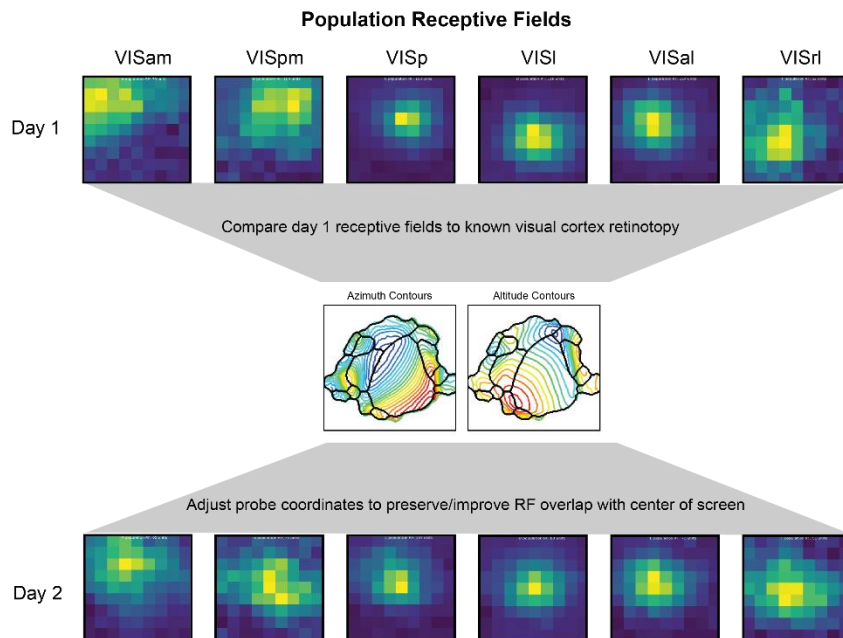 Population Receptive Fields
VISam VISpm VISp VISl VISal VISrl
Day 1
Compare day 1 receptive fields to known visual cortex retinotopy
Azimuth Contours Altitude Contours
Adjust probe coordinates to preserve/improve RF overlap with center of screen
Day 2